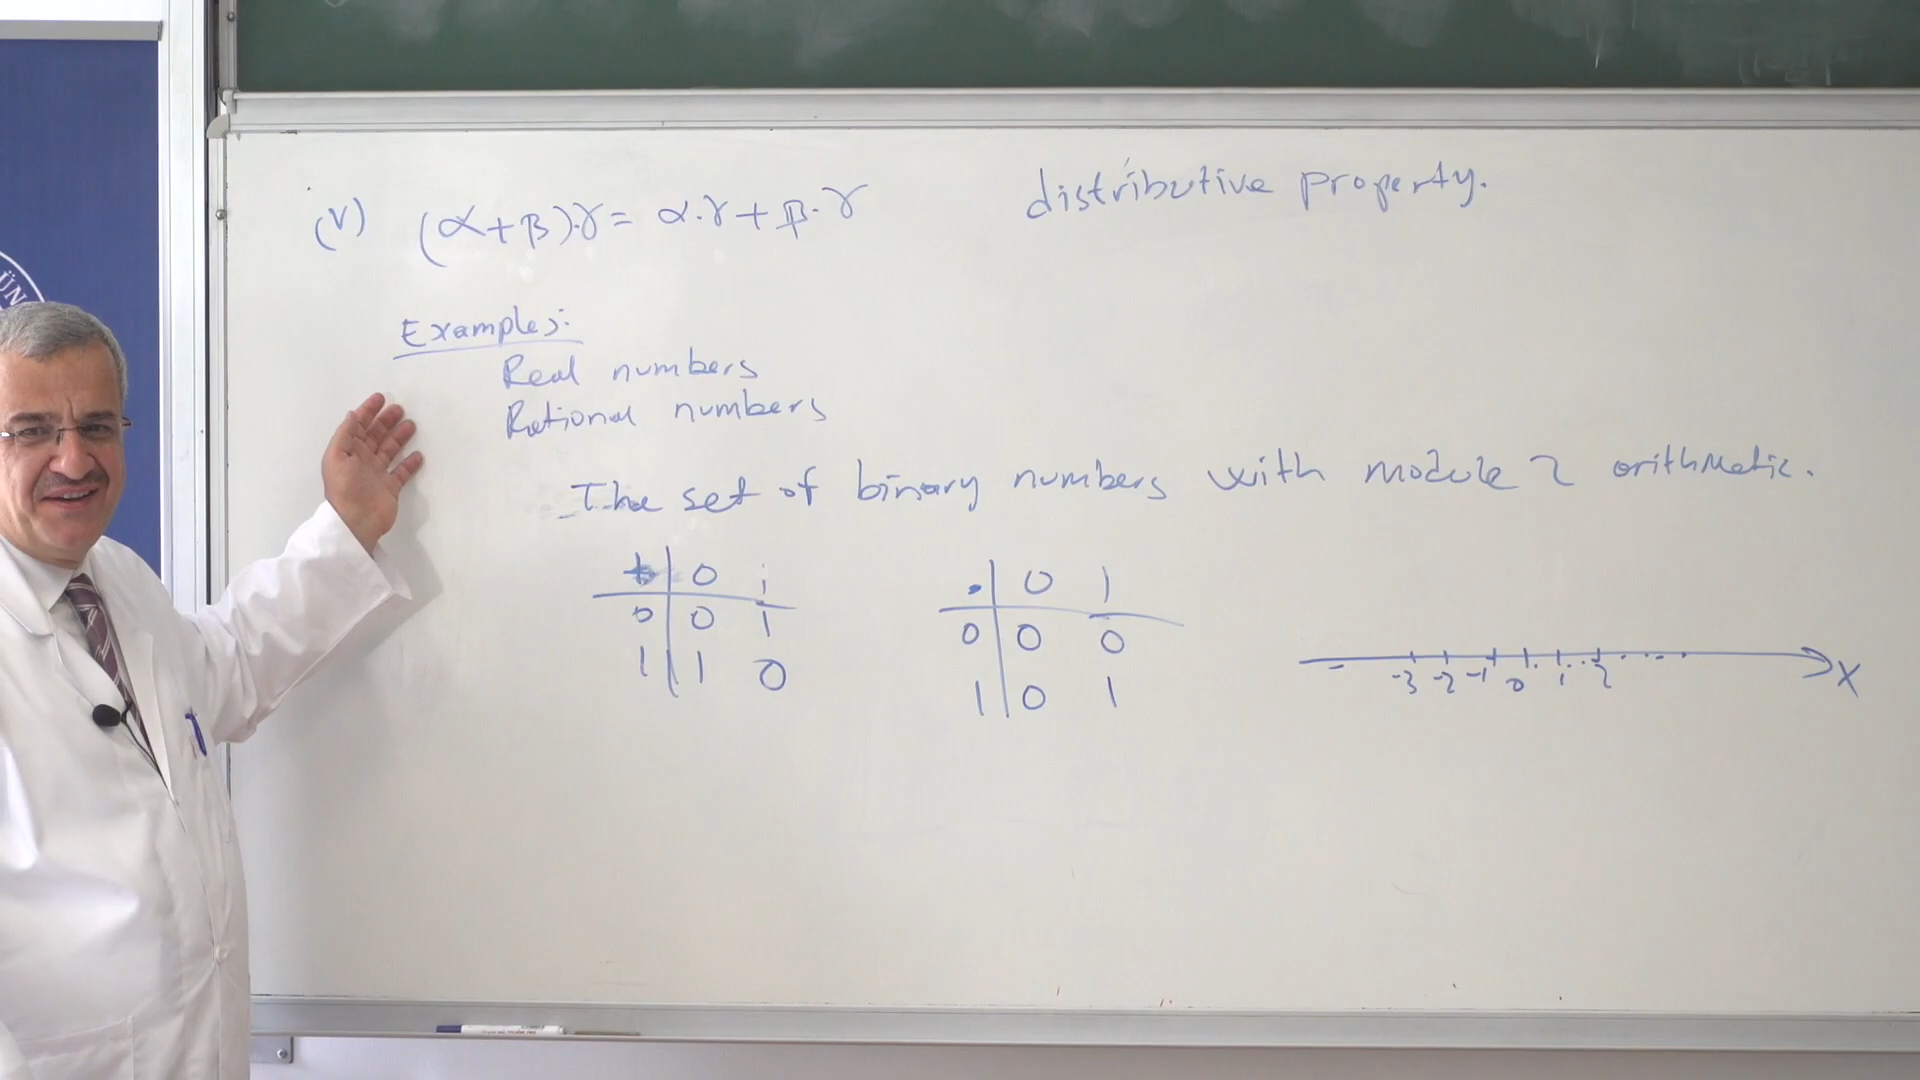 (V) (α+β).γ = α.γ + β.γ distributive property.
Examples:
Real numbers
Rational numbers
The set of binary numbers with module 2 arithmetic.
+ 0 1 . 0 1
0 0 1 0 0 0
1 1 0 1 0 1
-3 -2 -1 0 1 2 X
ÜN